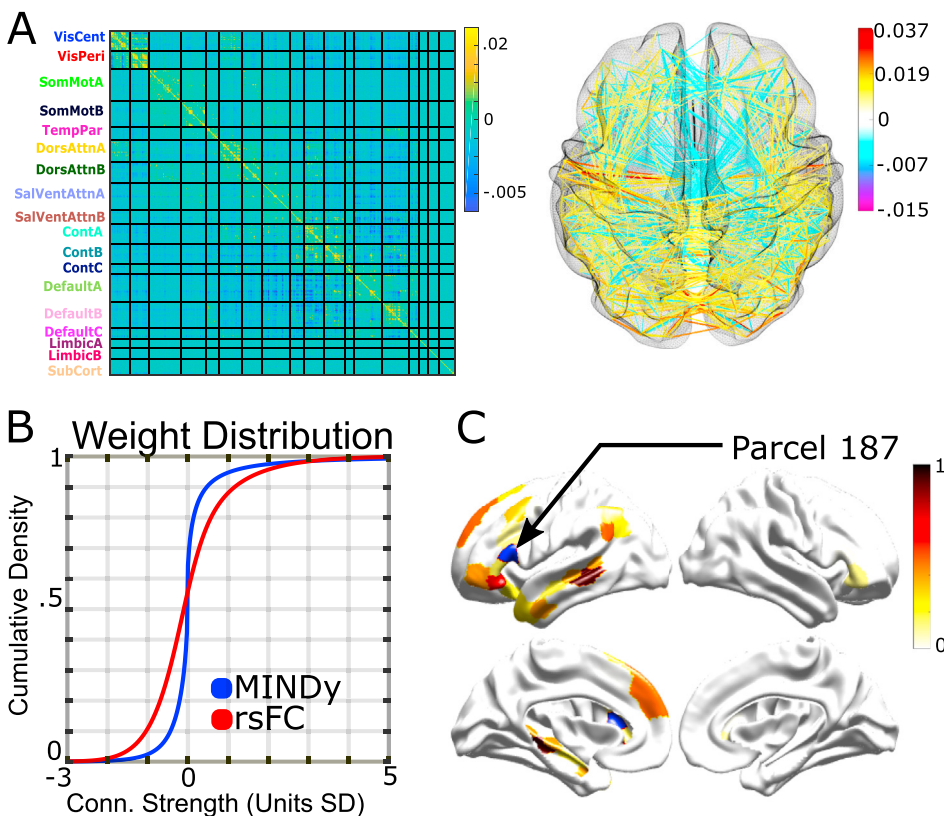 A
VisCent
VisPeri
SomMotA
SomMotB
TempPar
DorsAttnA
DorsAttnB
SalVentAttnA
SalVentAttnB
ContA
ContB
ContC
DefaultA
DefaultB
DefaultC
LimbicA
LimbicB
SubCort
.02
0
-.005
0.037
0.019
0
-0.007
-.015
B
Weight Distribution
Cumulative Density
1
.5
0
-3
0
5
MINDy
rsFC
Conn. Strength (Units SD)
C
Parcel 187
1
0